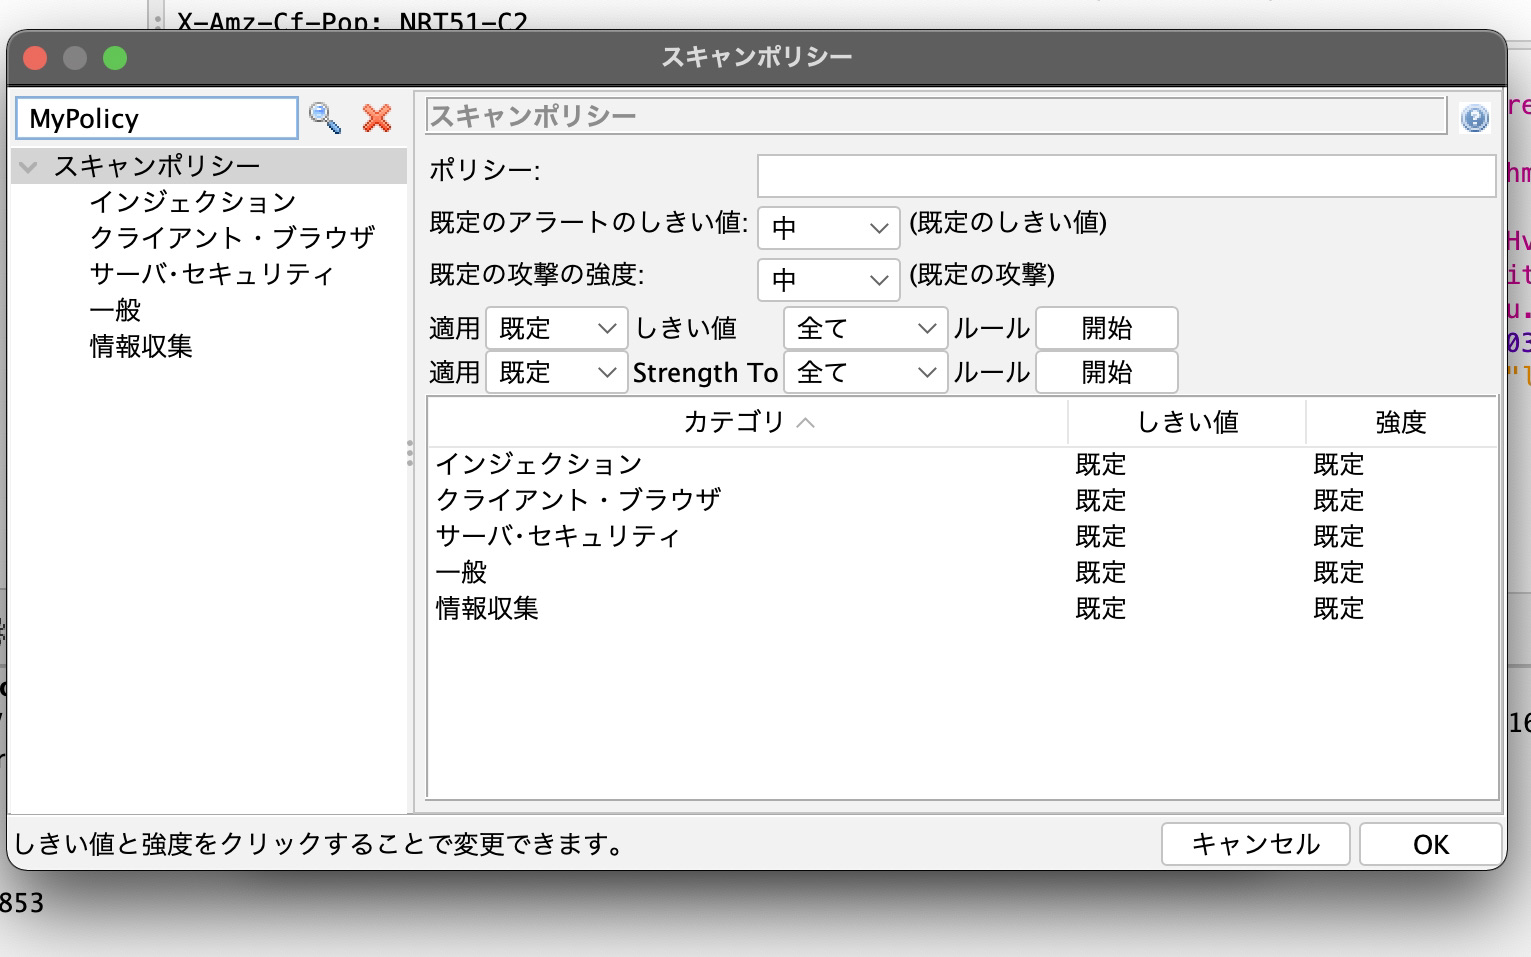 X-Amz-Cf-Pop: NRT51-C2
スキャンポリシー
MyPolicy
スキャンポリシー
インジェクション
クライアント・ブラウザ
サーバ・セキュリティ
一般
情報収集
スキャンポリシー
ポリシー:
既定のアラートのしきい値: 中 (既定のしきい値)
既定の攻撃の強度: 中 (既定の攻撃)
適用 既定 しきい値 全て ルール 開始
適用 既定 Strength To 全て ルール 開始
カテゴリ しきい値 強度
インジェクション 既定 既定
クライアント・ブラウザ 既定 既定
サーバ・セキュリティ 既定 既定
一般 既定 既定
情報収集 既定 既定
しきい値と強度をクリックすることで変更できます。
キャンセル OK
853